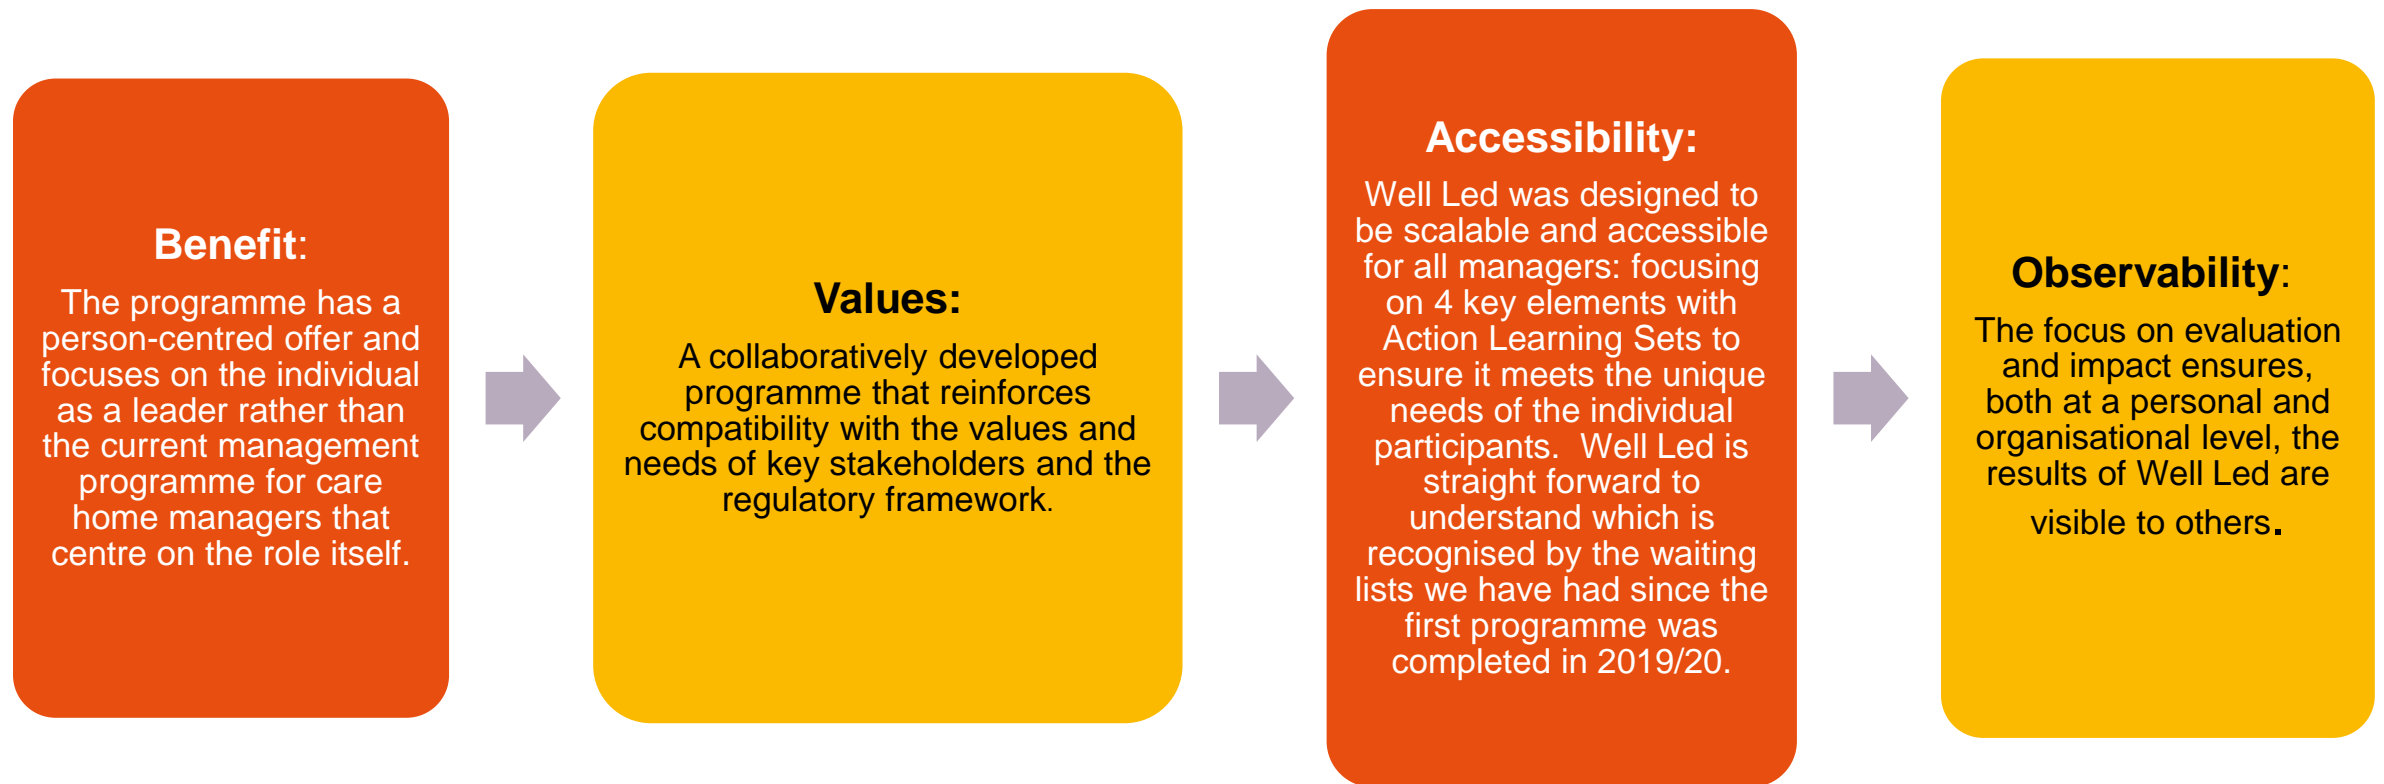 Benefit:
The programme has a
person-centred offer and
focuses on the individual
as a leader rather than
the current management
programme for care
home managers that
centre on the role itself.
Values:
A collaboratively developed
programme that reinforces
compatibility with the values and
needs of key stakeholders and the
regulatory framework.
Accessibility:
Well Led was designed to
be scalable and accessible
for all managers: focusing
on 4 key elements with
Action Learning Sets to
ensure it meets the unique
needs of the individual
participants.  Well Led is
straight forward to
understand which is
recognised by the waiting
lists we have had since the
first programme was
completed in 2019/20.
Observability:
The focus on evaluation
and impact ensures,
both at a personal and
organisational level, the
results of Well Led are
visible to others.